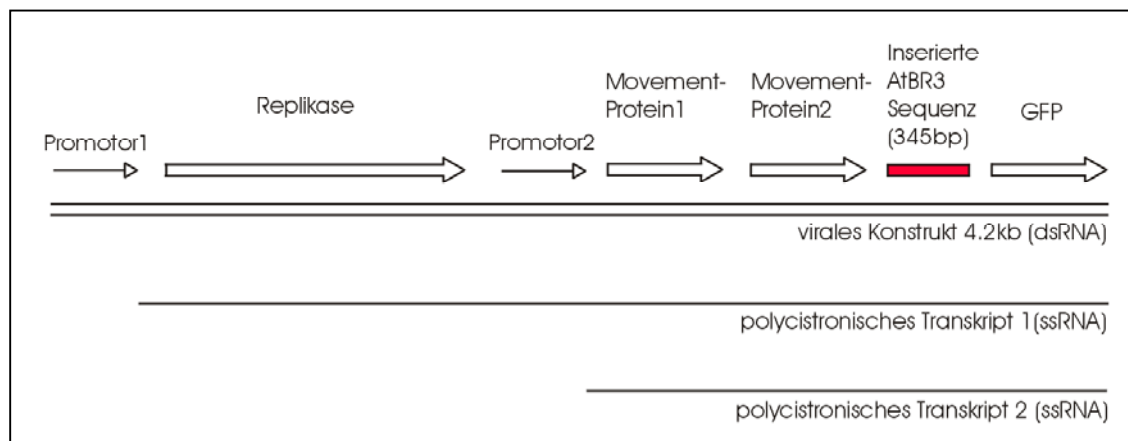 Promotor1
Replikase
Promotor2
Movement-
Protein1
Movement-
Protein2
Inserierte
AtBR3
Sequenz
(345bp)
GFP
virales Konstrukt 4.2kb (dsRNA)
polycistronisches Transkript 1(ssRNA)
polycistronisches Transkript 2 (ssRNA)